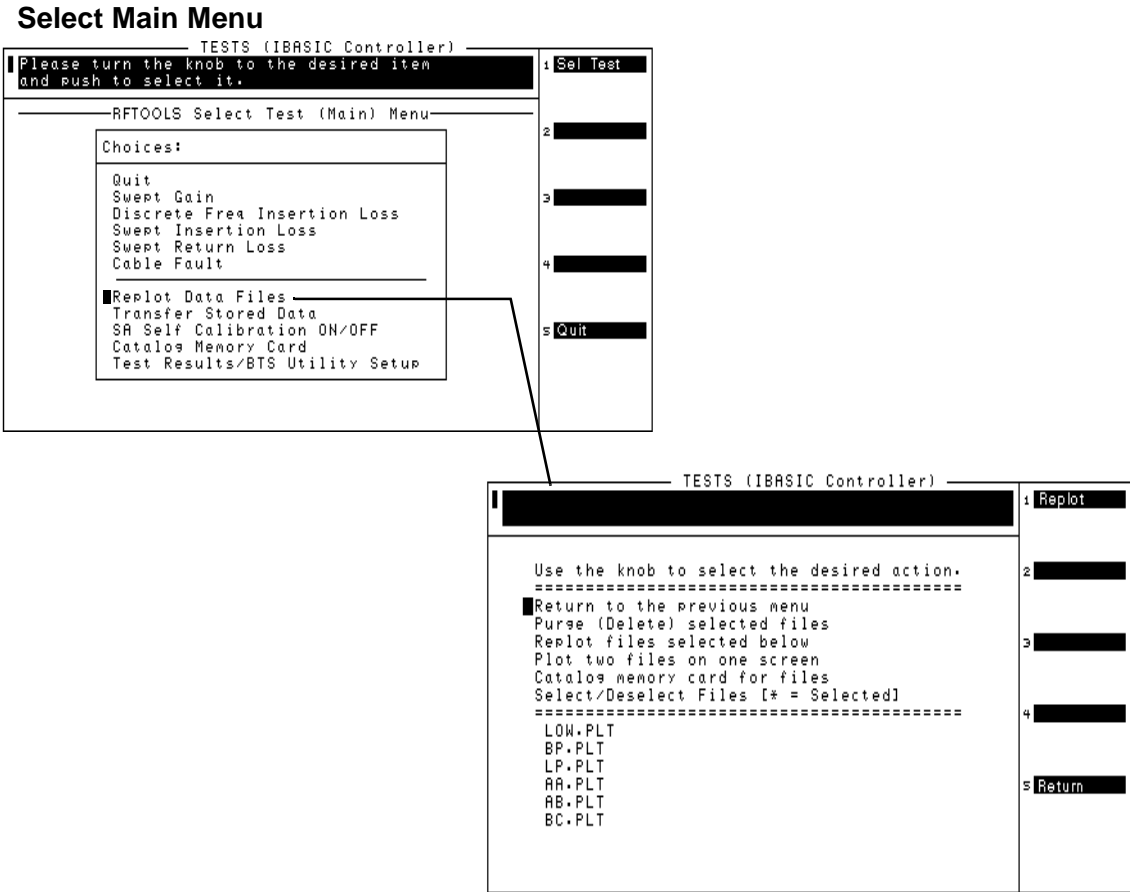 Select Main Menu
TESTS (IBASIC Controller)
Please turn the knob to the desired item
and push to select it.
1 Sel Test
RFTOOLS Select Test (Main) Menu
2
Choices:
Quit
Swept Gain
3
Discrete Freq Insertion Loss
Swept Insertion Loss
Swept Return Loss
Cable Fault
4
Replot Data Files
Transfer Stored Data
SA Self Calibration ON/OFF
5 Quit
Catalog Memory Card
Test Results/BTS Utility Setup
TESTS (IBASIC Controller)
1 Replot
Use the knob to select the desired action.
2
==========================================
Return to the previous menu
Purge (Delete) selected files
Replot files selected below
3
Plot two files on one screen
Catalog memory card for files
Select/Deselect Files [* = Selected]
==========================================
4
LOW.PLT
BP.PLT
LP.PLT
AA.PLT
5 Return
AB.PLT
BC.PLT